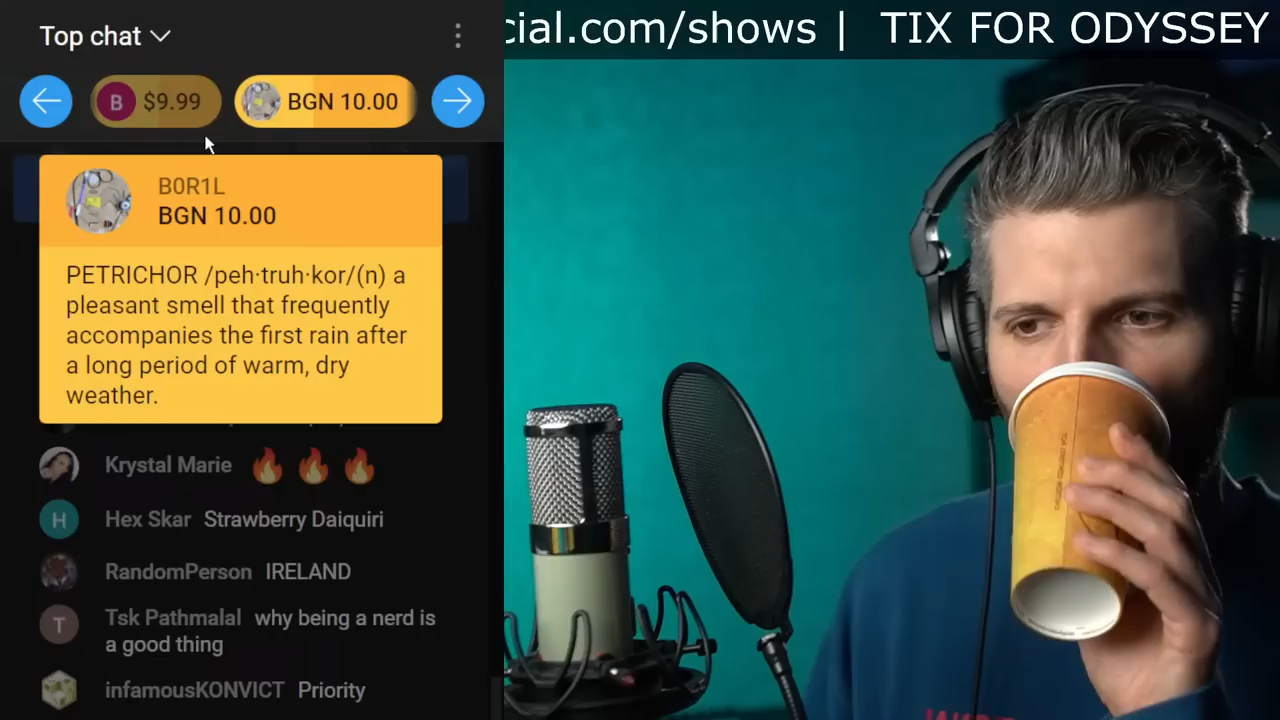 Top chat
cial.com/shows | TIX FOR ODYSSEY
B $9.99
BGN 10.00
B0R1L
BGN 10.00
PETRICHOR /peh·truh·kor/(n) a
pleasant smell that frequently
accompanies the first rain after
a long period of warm, dry
weather.
Krystal Marie 🔥 🔥 🔥
H Hex Skar Strawberry Daiquiri
RandomPerson IRELAND
T Tsk Pathmalal why being a nerd is
a good thing
infamousKONVICT Priority